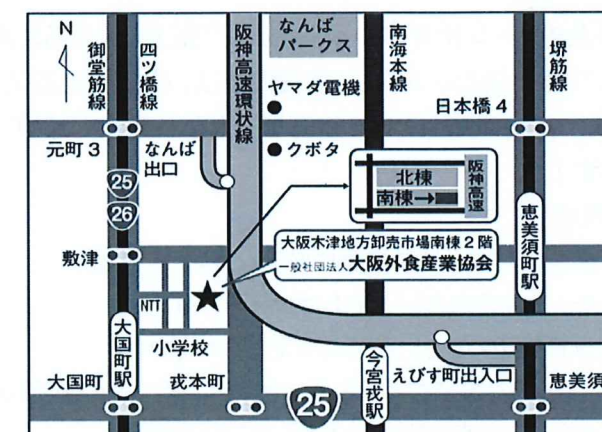 N
御堂筋線
四ツ橋線
阪神高速環状線
なんば
パークス
南海本線
堺筋線
ヤマダ電機
日本橋4
元町3
なんば
出口
クボタ
25
26
北棟
南棟→
阪神高速
恵美須町駅
敷津
大阪木津地方卸売市場南棟2階
一般社団法人大阪外食産業協会
NTT
小学校
大国町駅
今宮戎駅
えびす町出入口
大国町
戎本町
25
恵美須